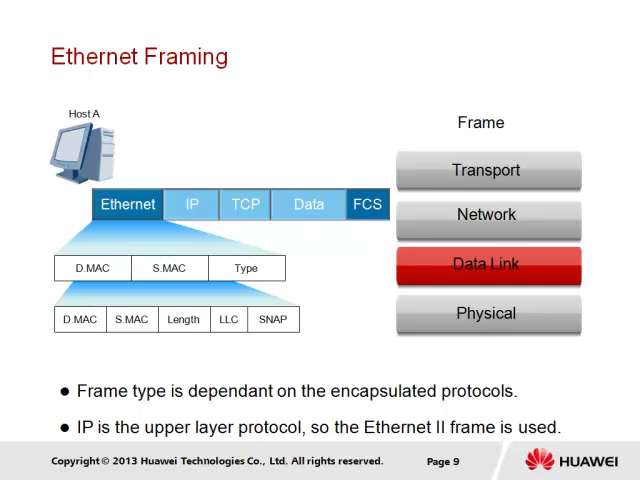 Ethernet Framing
Host A
Ethernet IP TCP Data FCS
D.MAC S.MAC Type
D.MAC S.MAC Length LLC SNAP
Frame
Transport
Network
Data Link
Physical
Frame type is dependant on the encapsulated protocols.
IP is the upper layer protocol, so the Ethernet II frame is used.
Copyright © 2013 Huawei Technologies Co., Ltd. All rights reserved.
Page 9
HUAWEI